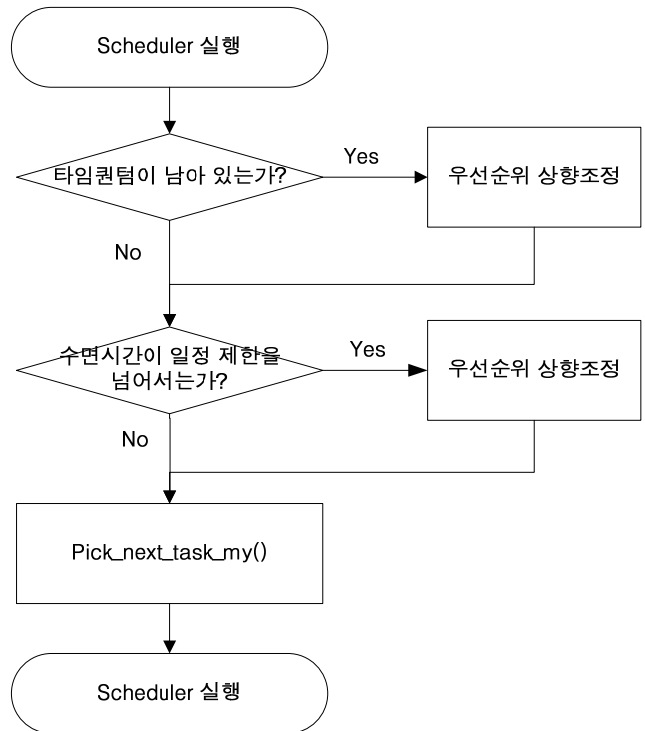 Scheduler 실행
타임퀀텀이 남아 있는가?
Yes
우선순위 상향조정
No
수면시간이 일정 제한을
넘어서는가?
Yes
우선순위 상향조정
No
Pick_next_task_my()
Scheduler 실행